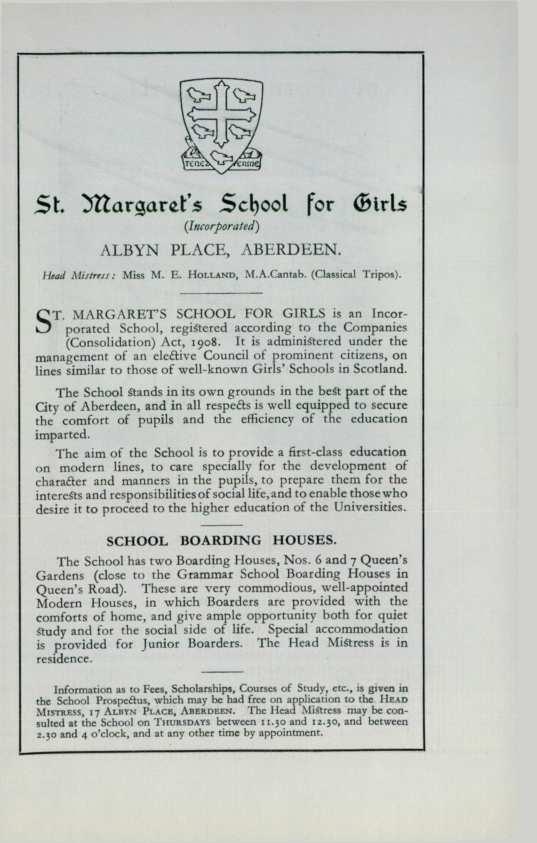 TENEZ FERME
St. Margaret's School for Girls
(Incorporated)
ALBYN PLACE, ABERDEEN.
Head Mistress: Miss M. E. HOLLAND, M.A.Cantab. (Classical Tripos).
ST. MARGARET'S SCHOOL FOR GIRLS is an Incor-
porated School, registered according to the Companies
(Consolidation) Act, 1908. It is administered under the
management of an elective Council of prominent citizens, on
lines similar to those of well-known Girls' Schools in Scotland.
The School stands in its own grounds in the best part of the
City of Aberdeen, and in all respects is well equipped to secure
the comfort of pupils and the efficiency of the education
imparted.
The aim of the School is to provide a first-class education
on modern lines, to care specially for the development of
character and manners in the pupils, to prepare them for the
interests and responsibilities of social life, and to enable those who
desire it to proceed to the higher education of the Universities.
SCHOOL BOARDING HOUSES.
The School has two Boarding Houses, Nos. 6 and 7 Queen's
Gardens (close to the Grammar School Boarding Houses in
Queen's Road). These are very commodious, well-appointed
Modern Houses, in which Boarders are provided with the
comforts of home, and give ample opportunity both for quiet
study and for the social side of life. Special accommodation
is provided for Junior Boarders. The Head Mistress is in
residence.
Information as to Fees, Scholarships, Courses of Study, etc., is given in
the School Prospectus, which may be had free on application to the HEAD
MISTRESS, 17 ALBYN PLACE, ABERDEEN. The Head Mistress may be con-
sulted at the School on THURSDAYS between 11.30 and 12.30, and between
2.30 and 4 o'clock, and at any other time by appointment.